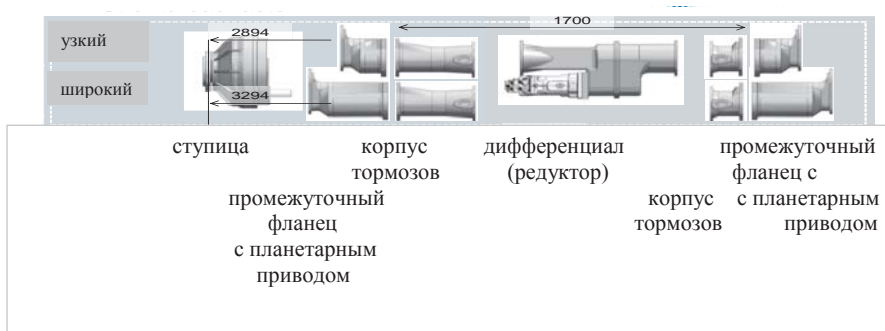 1700
узкий
2894
широкий
3294
ступица
корпус
тормозов
дифференциал
(редуктор)
промежуточный
фланец с
с планетарным
приводом
промежуточный
фланец
с планетарным
приводом
корпус
тормозов